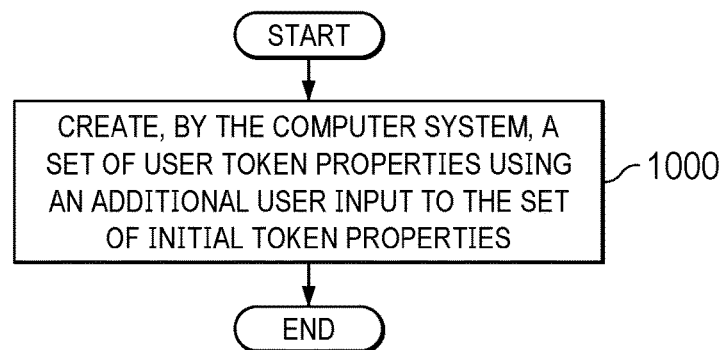 START
CREATE, BY THE COMPUTER SYSTEM, A
SET OF USER TOKEN PROPERTIES USING
AN ADDITIONAL USER INPUT TO THE SET
OF INITIAL TOKEN PROPERTIES
1000
END